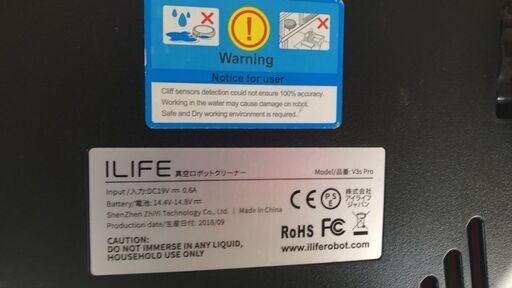 Warning
Notice for user
Cliff sensors detection could not ensure 100% accuracy.
Working in the water may cause damage on robot.
Safe and Dry working environment is required.
ILIFE 真空ロボットクリーナー
Model/品番: V3s Pro
Input /入力:DC19V ⎓ 0.6A
Battery/電池: 14.4V-14.8V ⎓
ShenZhen ZhiYi Technology Co., Ltd. | Made in China
Production date/生産日付: 2018/09
CAUTION:
DO NOT IMMERSE IN ANY LIQUID,
HOUSEHOLD USE ONLY
CE
PSE
株式会社
アイライフ
ジャパン
RoHS FC
www.iliferobot.com